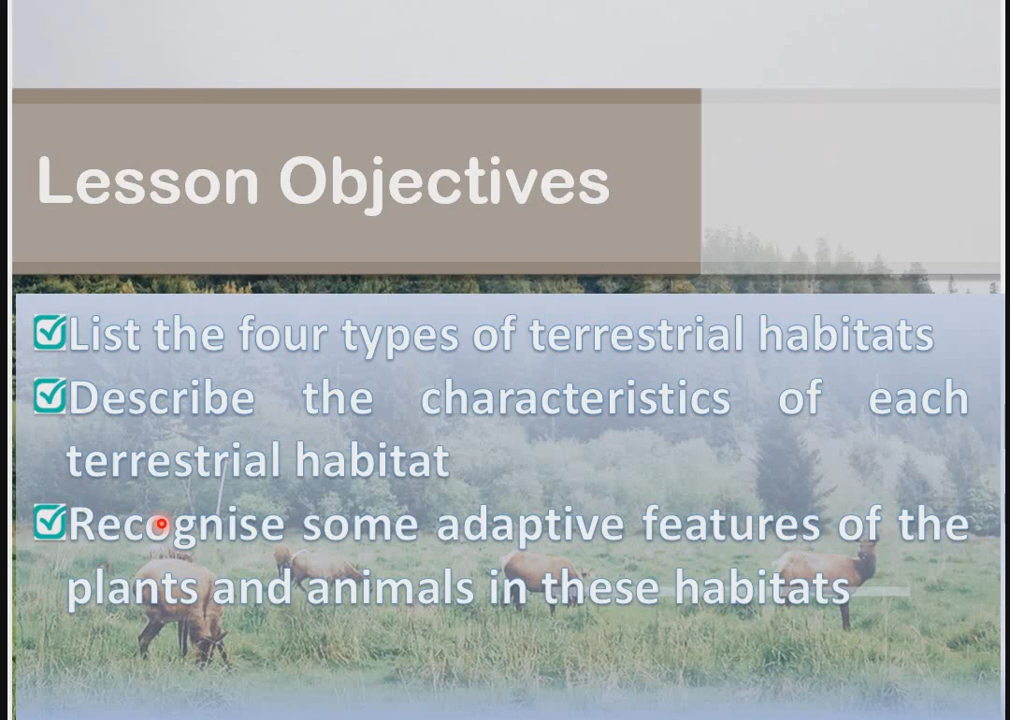 Lesson Objectives
List the four types of terrestrial habitats
Describe the characteristics of each
terrestrial habitat
Recognise some adaptive features of the
plants and animals in these habitats